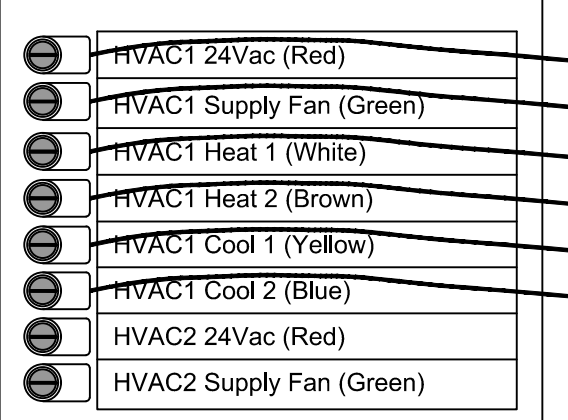 HVAC1 24Vac (Red)
HVAC1 Supply Fan (Green)
HVAC1 Heat 1 (White)
HVAC1 Heat 2 (Brown)
HVAC1 Cool 1 (Yellow)
HVAC1 Cool 2 (Blue)
HVAC2 24Vac (Red)
HVAC2 Supply Fan (Green)